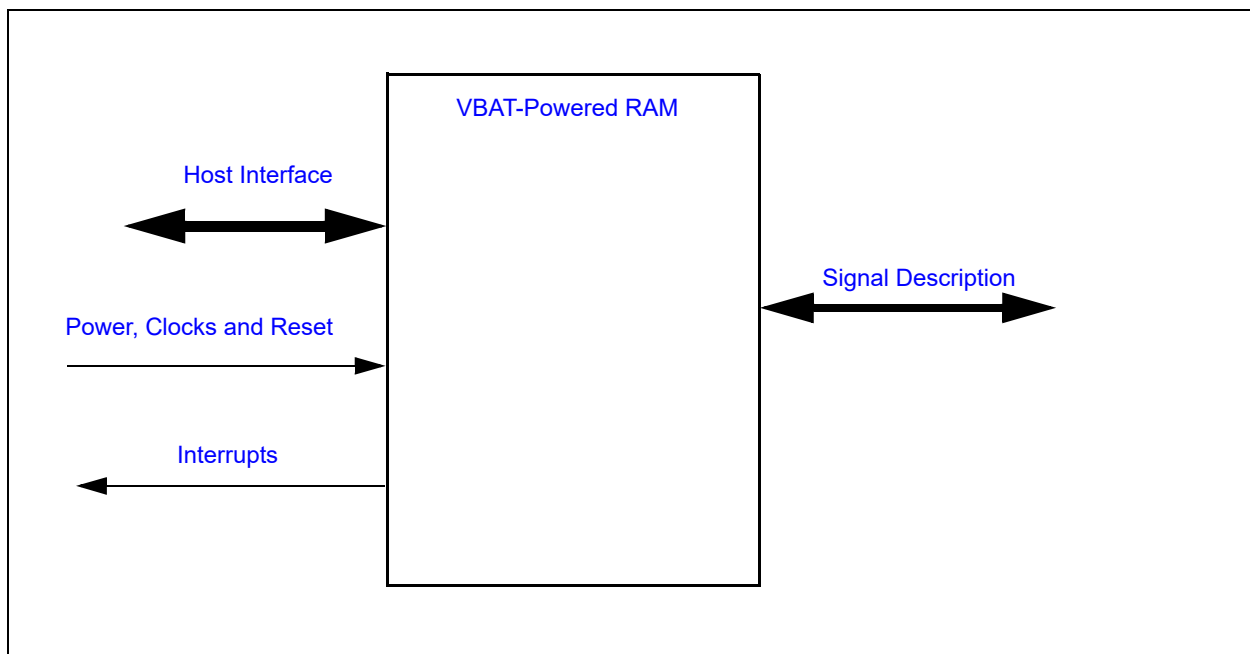 VBAT-Powered RAM
Host Interface
Signal Description
Power, Clocks and Reset
Interrupts